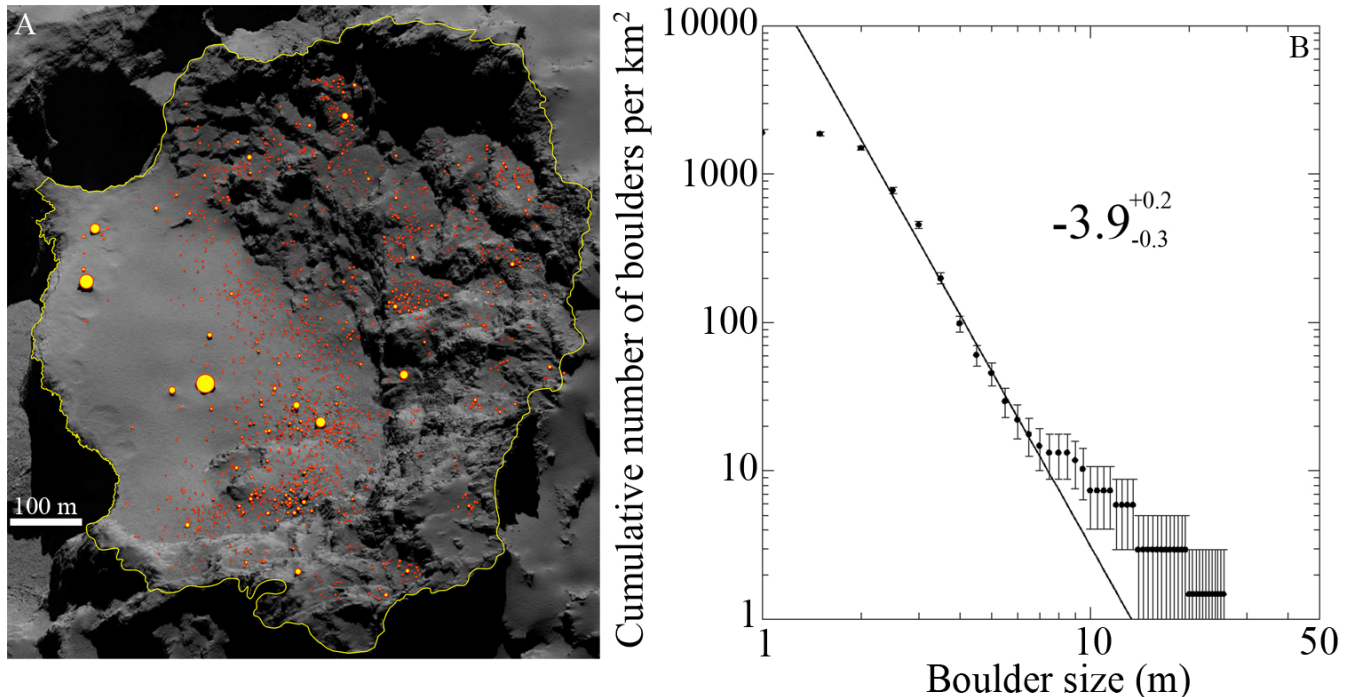 A
100 m
Cumulative number of boulders per km²
10000
1000
100
10
1
B
-3.9 +0.2 -0.3
1
10
50
Boulder size (m)